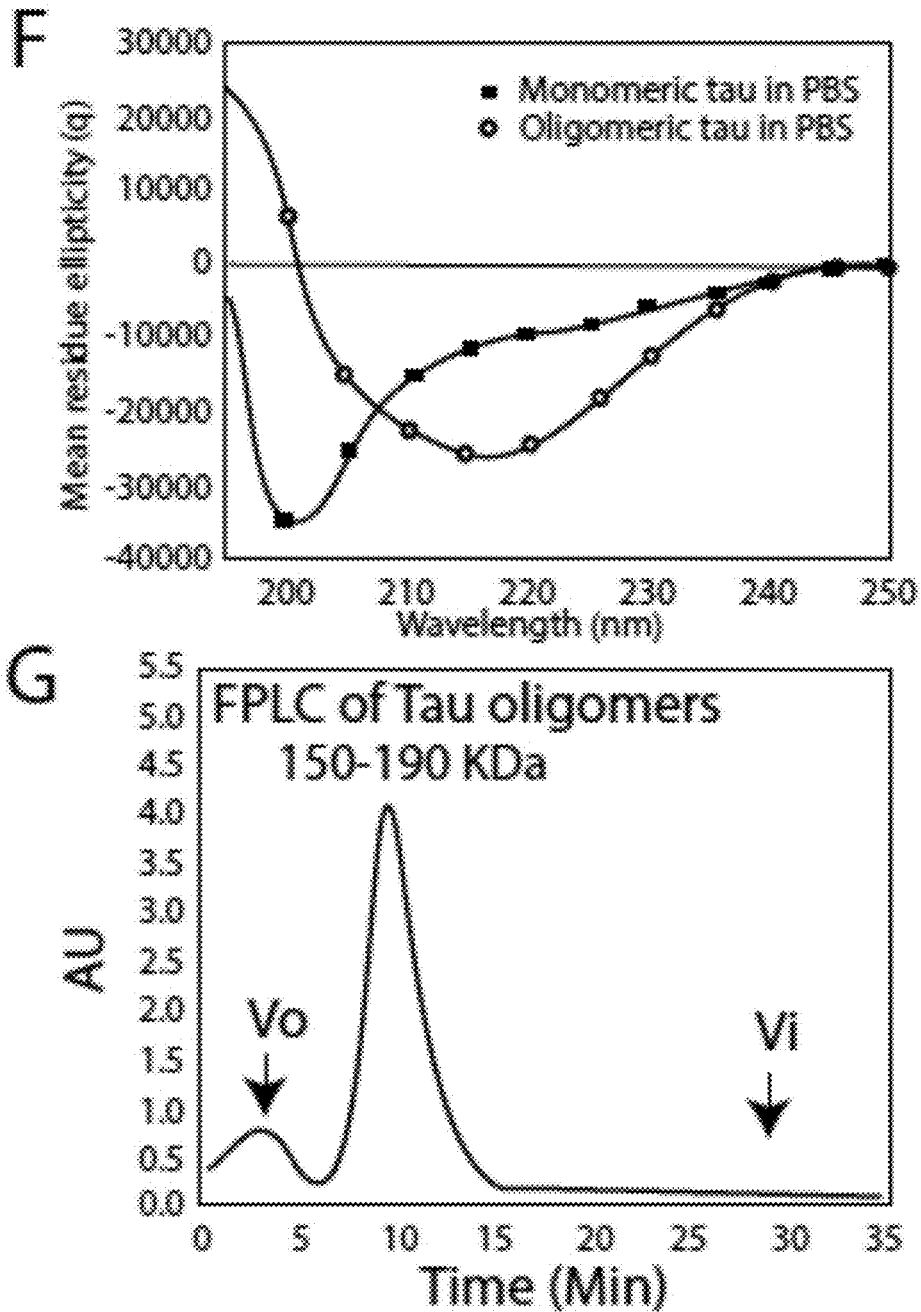 F
Mean residue ellipticity (q)
30000
20000
10000
0
-10000
-20000
-30000
-40000
Monomeric tau in PBS
Oligomeric tau in PBS
200 210 220 230 240 250
Wavelength (nm)
G
AU
5.5
5.0
4.5
4.0
3.5
3.0
2.5
2.0
1.5
1.0
0.5
0.0
FPLC of Tau oligomers
150-190 KDa
Vo
Vi
0 5 10 15 20 25 30 35
Time (Min)